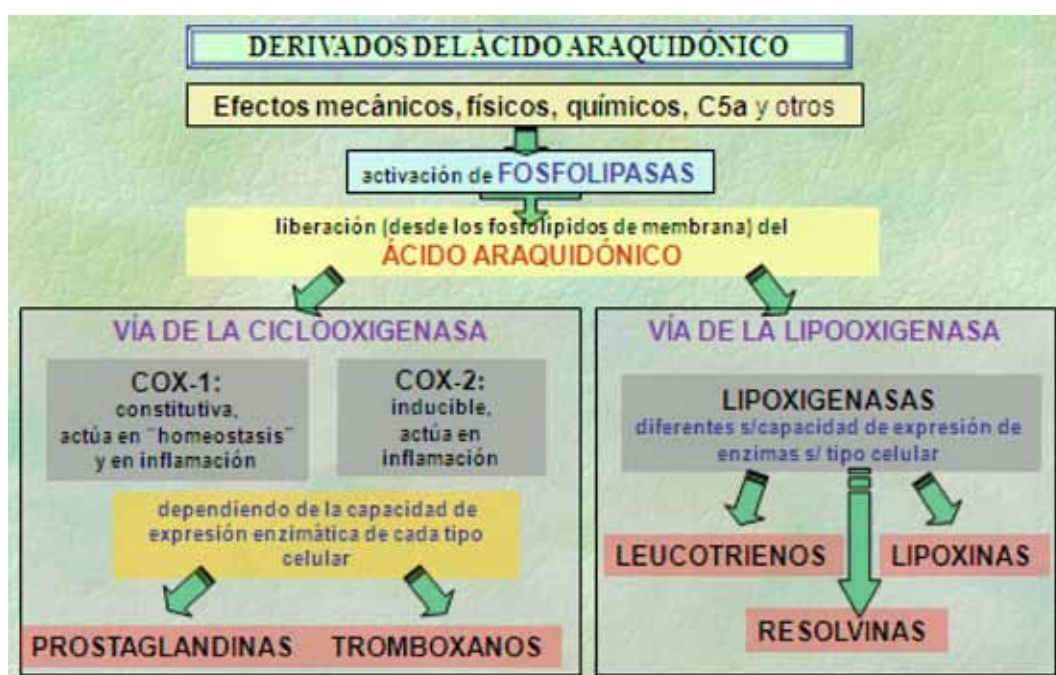 DERIVADOS DEL ÁCIDO ARAQUIDÓNICO
Efectos mecánicos, físicos, químicos, C5a y otros
activación de FOSFOLIPASAS
liberación (desde los fosfolípidos de membrana) del
ÁCIDO ARAQUIDÓNICO
VÍA DE LA CICLOOXIGENASA
COX-1:
constitutiva,
actúa en ¨homeostasis¨
y en inflamación
COX-2:
inducible,
actúa en
inflamación
dependiendo de la capacidad de
expresión enzimática de cada tipo
celular
PROSTAGLANDINAS
TROMBOXANOS
VÍA DE LA LIPOOXIGENASA
LIPOXIGENASAS
diferentes s/capacidad de expresión de
enzimas s/ tipo celular
LEUCOTRIENOS
LIPOXINAS
RESOLVINAS